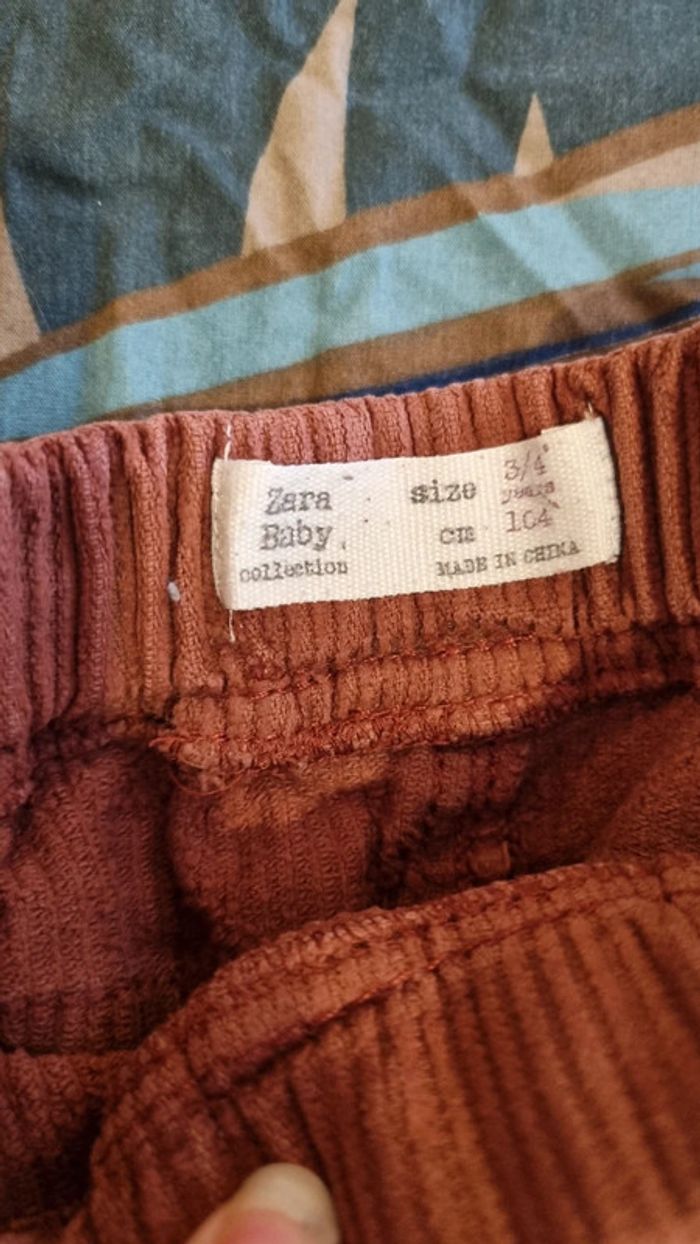 Zara
Baby
collection
size 3/4
years
cm 104
MADE IN CHINA